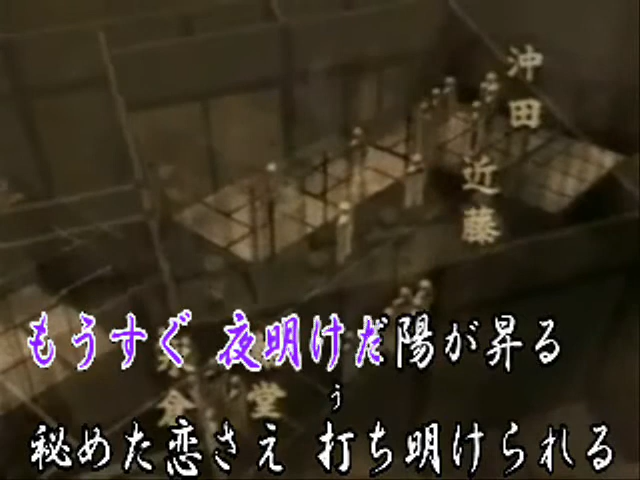 沖田
近藤
もうすぐ 夜明けだ陽が昇る
う
秘めた恋さえ 打ち明けられる